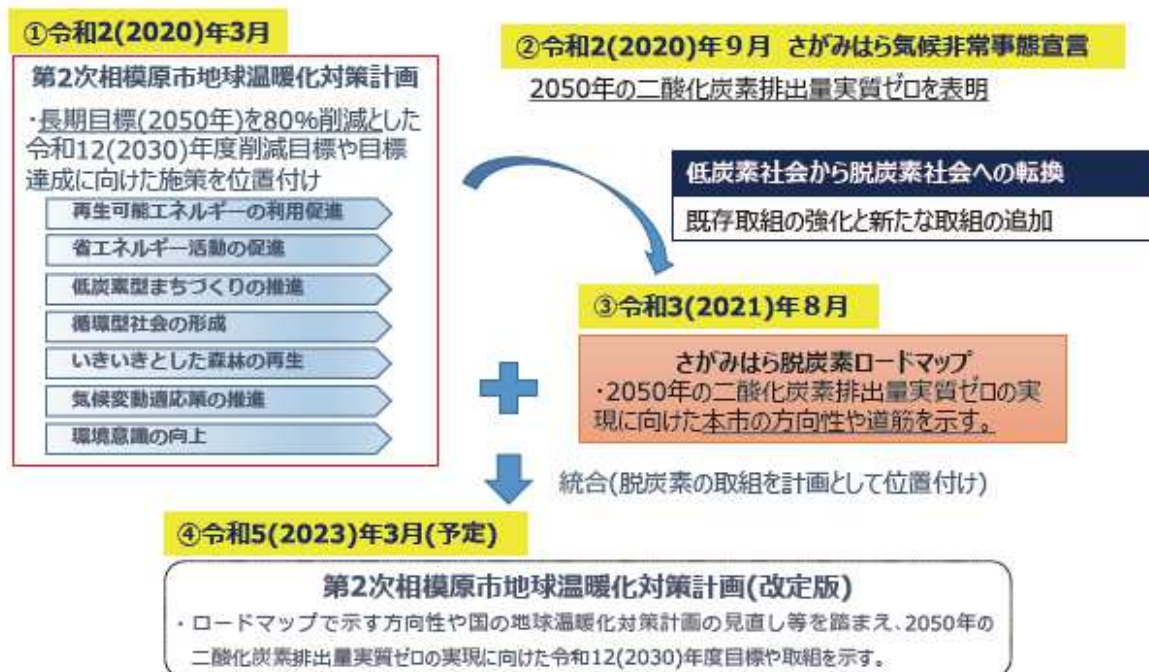 ①令和2(2020)年3月
第2次相模原市地球温暖化対策計画
・長期目標(2050年)を80%削減とした
令和12(2030)年度削減目標や目標
達成に向けた施策を位置付け
再生可能エネルギーの利用促進
省エネルギー活動の促進
低炭素型まちづくりの推進
循環型社会の形成
いきいきとした森林の再生
気候変動適応策の推進
環境意識の向上
②令和2(2020)年9月 さがみはら気候非常事態宣言
2050年の二酸化炭素排出量実質ゼロを表明
低炭素社会から脱炭素社会への転換
既存取組の強化と新たな取組の追加
③令和3(2021)年8月
さがみはら脱炭素ロードマップ
・2050年の二酸化炭素排出量実質ゼロの実
現に向けた本市の方向性や道筋を示す。
統合(脱炭素の取組を計画として位置付け)
④令和5(2023)年3月(予定)
第2次相模原市地球温暖化対策計画(改定版)
・ロードマップで示す方向性や国の地球温暖化対策計画の見直し等を踏まえ、2050年の
二酸化炭素排出量実質ゼロの実現に向けた令和12(2030)年度目標や取組を示す。